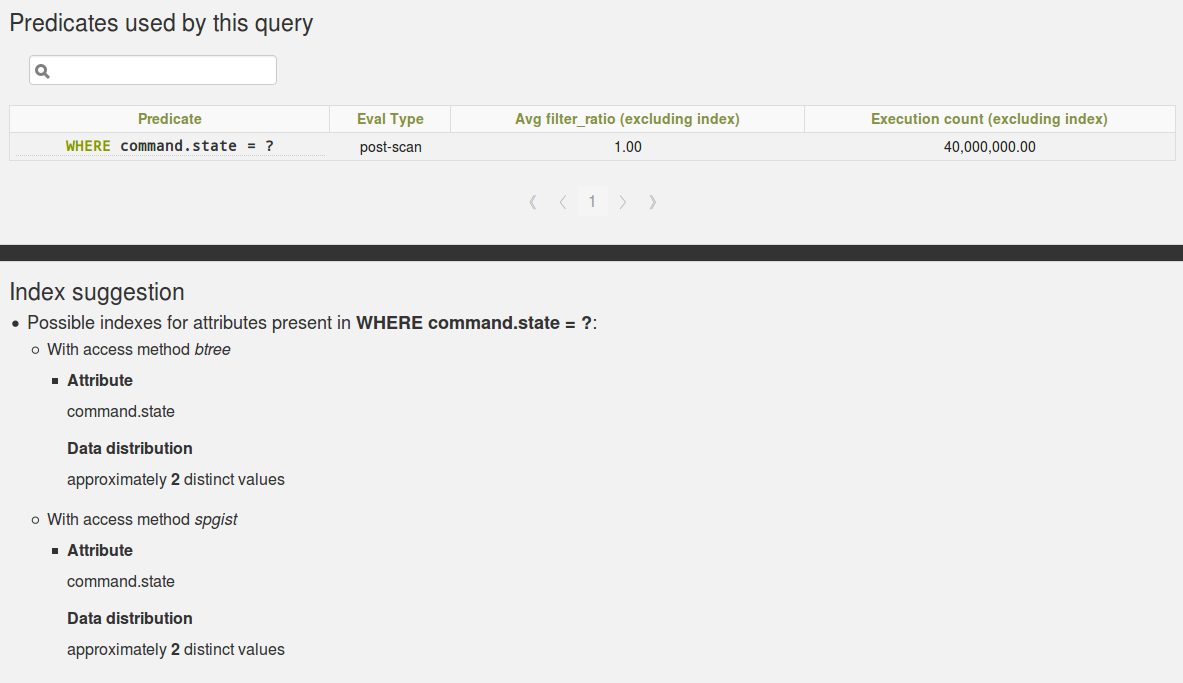 Predicates used by this query
Predicate Eval Type Avg filter_ratio (excluding index) Execution count (excluding index)
WHERE command.state = ? post-scan 1.00 40,000,000.00
《 〈 1 〉 》
Index suggestion
• Possible indexes for attributes present in WHERE command.state = ?:
○ With access method btree
▪ Attribute
command.state
Data distribution
approximately 2 distinct values
○ With access method spgist
▪ Attribute
command.state
Data distribution
approximately 2 distinct values